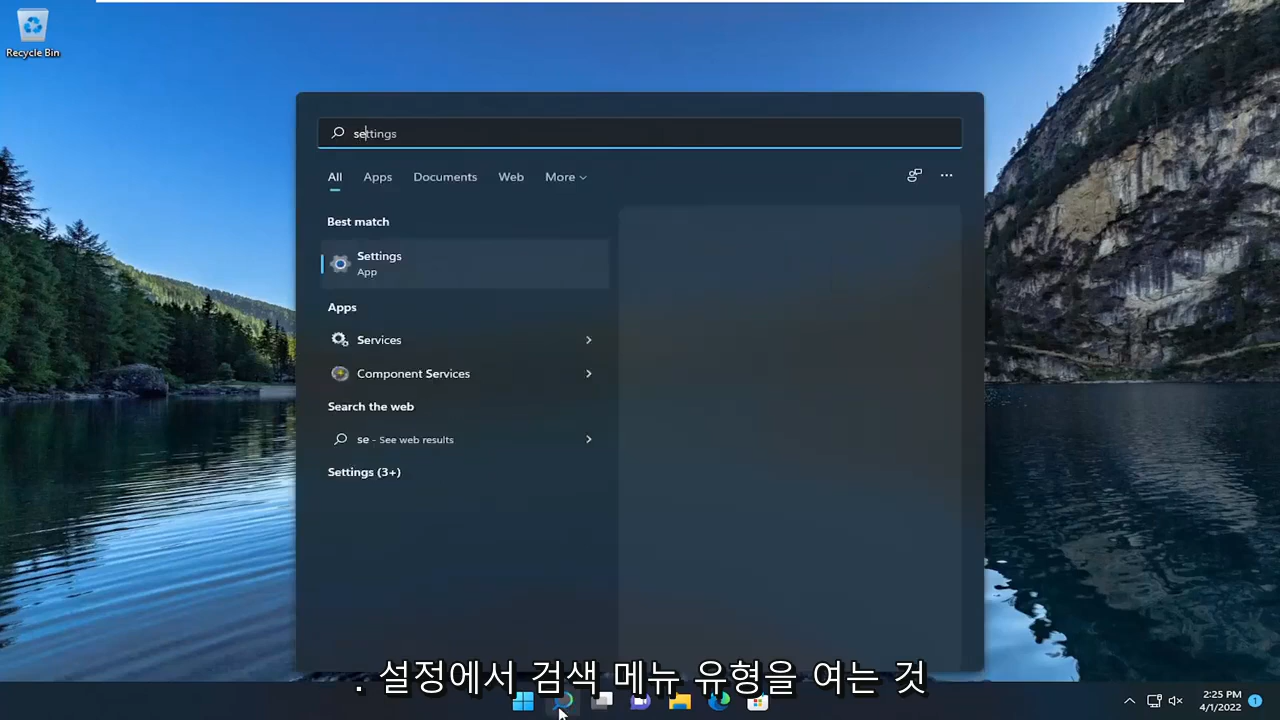 Recycle Bin
settings
All Apps Documents Web More
Best match
Settings
App
Apps
Services
Component Services
Search the web
se - See web results
Settings (3+)
. 설정에서 검색 메뉴 유형을 여는 것
2:25 PM
4/1/2022
1